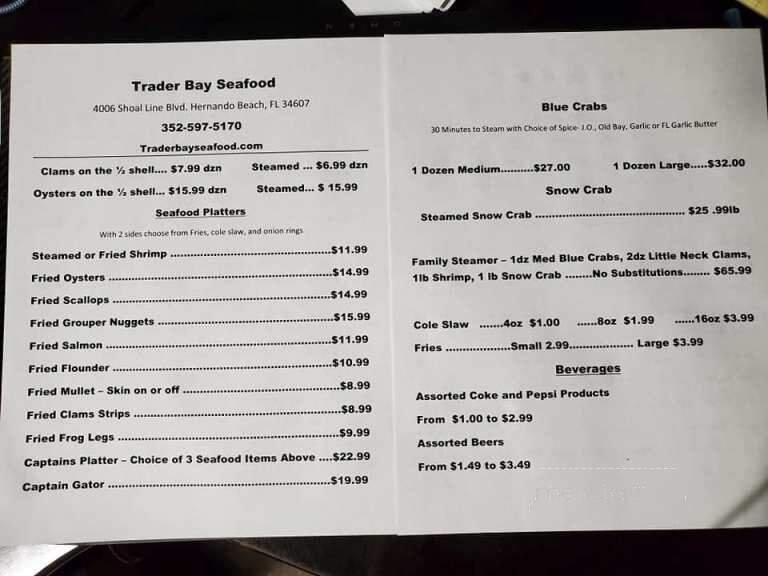 Trader Bay Seafood
4006 Shoal Line Blvd. Hernando Beach, FL 34607
352-597-5170
Traderbayseafood.com
Clams on the ½ shell.... $7.99 dzn Steamed ... $6.99 dzn
Oysters on the ½ shell... $15.99 dzn Steamed... $ 15.99
Seafood Platters
With 2 sides choose from Fries, cole slaw, and onion rings
Steamed or Fried Shrimp ..............................................$11.99
Fried Oysters ................................................................$14.99
Fried Scallops ...............................................................$14.99
Fried Grouper Nuggets ..................................................$15.99
Fried Salmon .................................................................$11.99
Fried Flounder ...............................................................$10.99
Fried Mullet – Skin on or off ............................................$8.99
Fried Clams Strips ..........................................................$8.99
Fried Frog Legs ..............................................................$9.99
Captains Platter – Choice of 3 Seafood Items Above ....$22.99
Captain Gator ................................................................$19.99
Blue Crabs
30 Minutes to Steam with Choice of Spice- J.O., Old Bay, Garlic or FL Garlic Butter
1 Dozen Medium..........$27.00 1 Dozen Large.....$32.00
Snow Crab
Steamed Snow Crab ............................................ $25 .99lb
Family Steamer – 1dz Med Blue Crabs, 2dz Little Neck Clams,
1lb Shrimp, 1 lb Snow Crab ........No Substitutions........ $65.99
Cole Slaw .......4oz $1.00 ......8oz $1.99 ......16oz $3.99
Fries ...................Small 2.99................... Large $3.99
Beverages
Assorted Coke and Pepsi Products
From $1.00 to $2.99
Assorted Beers
From $1.49 to $3.49